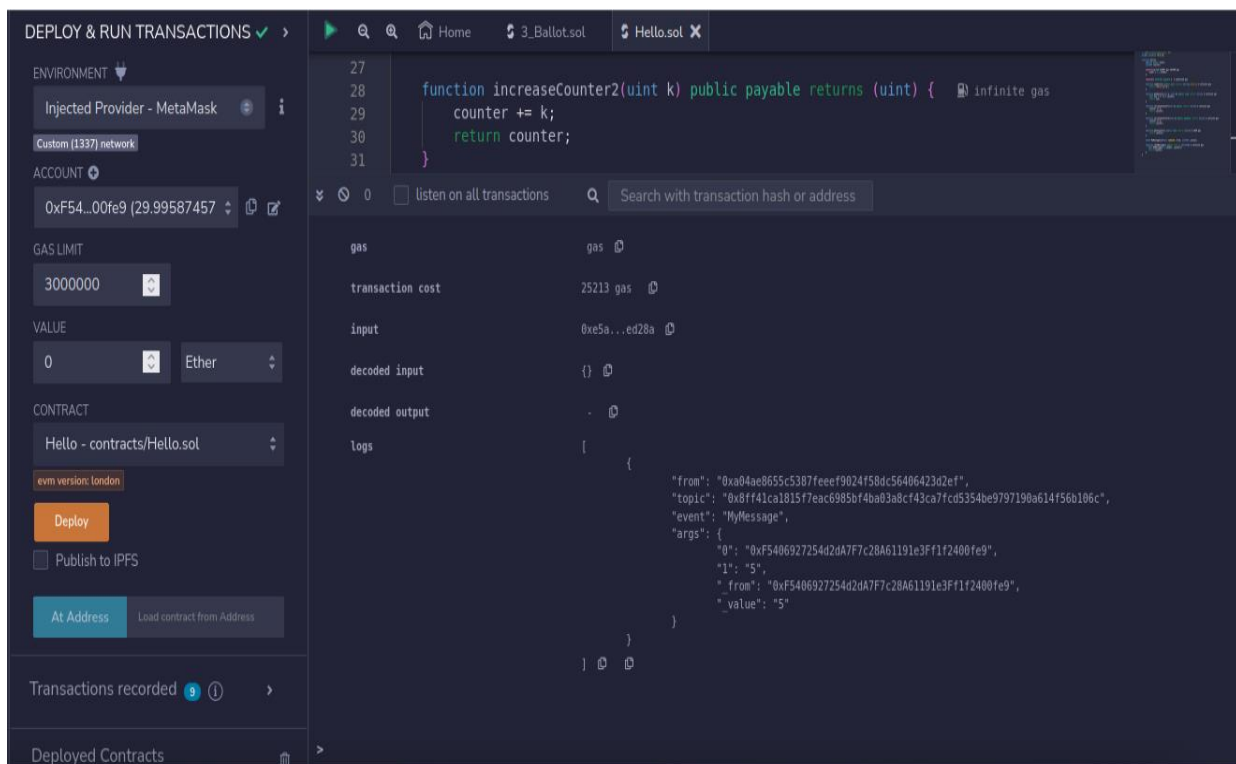 DEPLOY & RUN TRANSACTIONS
ENVIRONMENT
Injected Provider - MetaMask
Custom (1337) network
ACCOUNT
0xF54...00fe9 (29.99587457
GAS LIMIT
3000000
VALUE
0 Ether
CONTRACT
Hello - contracts/Hello.sol
evm version: london
Deploy
Publish to IPFS
At Address Load contract from Address
Transactions recorded 9
Deployed Contracts
Home 3_Ballot.sol Hello.sol
27
28 function increaseCounter2(uint k) public payable returns (uint) { infinite gas
29 counter += k;
30 return counter;
31 }
0 listen on all transactions Search with transaction hash or address
gas gas
transaction cost 25213 gas
input 0xe5a...ed28a
decoded input {}
decoded output -
logs [
{
"from": "0xa04ae8655c5387feeef9024f58dc56406423d2ef",
"topic": "0x8ff41ca1815f7eac6985bf4ba03a8cf43ca7fcd5354be9797190a614f56b106c",
"event": "MyMessage",
"args": {
"0": "0xF5406927254d2dA7F7c28A61191e3Ff1f2400fe9",
"1": "5",
"_from": "0xF5406927254d2dA7F7c28A61191e3Ff1f2400fe9",
"_value": "5"
}
}
]
>